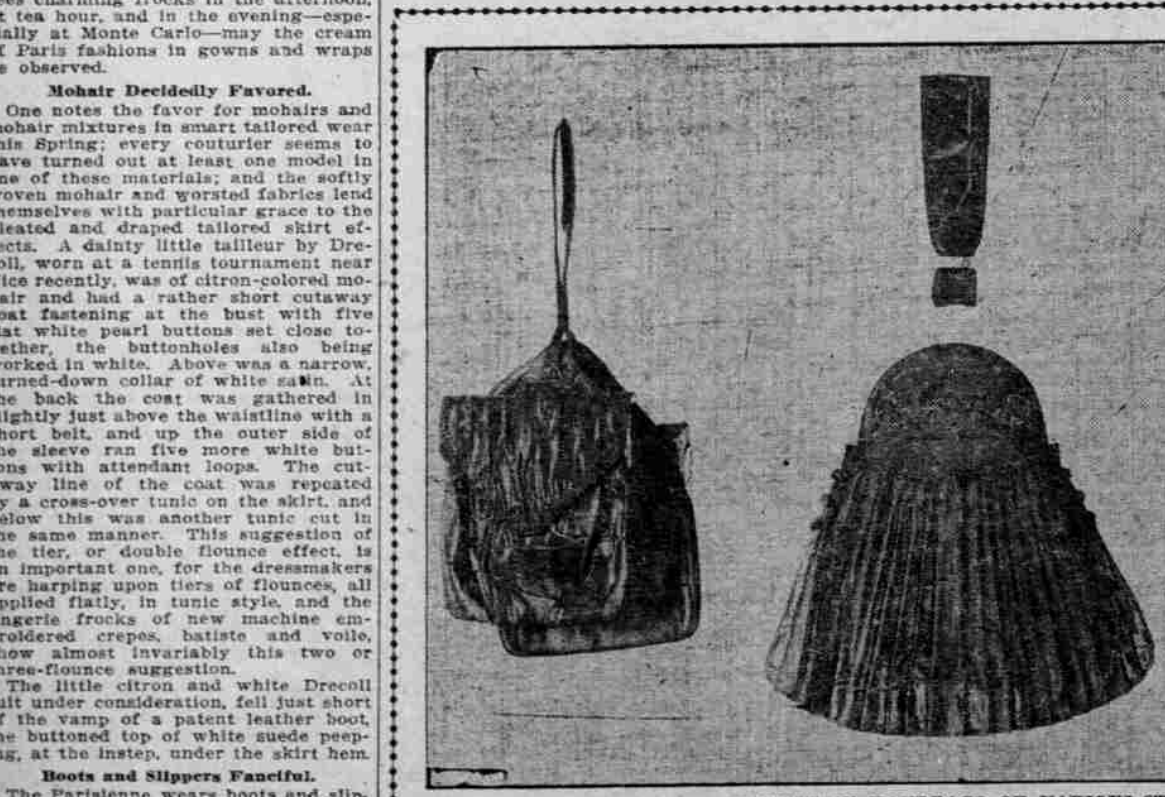 t tea hour, and in the evening—espe-
ially at Monte Carlo—may the cream
f Paris fashions in gowns and wraps
e observed.
Mohair Decidedly Favored.
One notes the favor for mohairs and
ohair mixtures in smart tailored wear
his Spring; every couturier seems to
ave turned out at least one model in
ne of these materials; and the softly
oven mohair and worsted fabrics lend
hemselves with particular grace to the
leated and draped tailored skirt ef-
ects. A dainty little tailleur by Dre-
oll, worn at a tennis tournament near
ice recently, was of citron-colored mo-
air and had a rather short cutaway
oat fastening at the bust with five
lat white pearl buttons set close to-
ether, the buttonholes also being
orked in white. Above was a narrow,
urned-down collar of white satin. At
he back the coat was gathered in
lightly just above the waistline with a
hort belt, and up the outer side of
he sleeve ran five more white but-
ons with attendant loops. The cut-
way line of the coat was repeated
y a cross-over tunic on the skirt, and
elow this was another tunic cut in
he same manner. This suggestion of
he tier, or double flounce effect, is
n important one, for the dressmakers
re harping upon tiers of flounces, all
pplied flatly, in tunic style, and the
ingerie frocks of new machine em-
roidered crepes, batiste and voile,
how almost invariably this two or
hree-flounce suggestion.
The little citron and white Drecoll
uit under consideration, fell just short
f the vamp of a patent leather boot,
he buttoned top of white suede peep-
ng, at the instep, under the skirt hem.
Boots and Slippers Fanciful.
The Parisienne wears boots and slip-